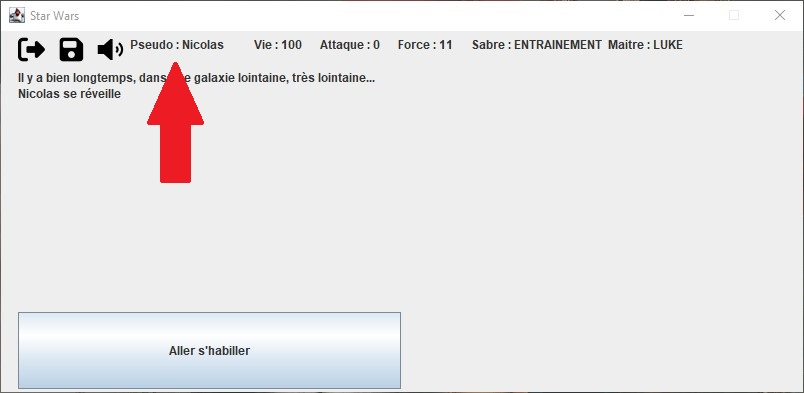 Star Wars
Pseudo : Nicolas Vie : 100 Attaque : 0 Force : 11 Sabre : ENTRAINEMENT Maitre : LUKE
Il y a bien longtemps, dans e galaxie lointaine, très lointaine...
Nicolas se réveille
Aller s'habiller